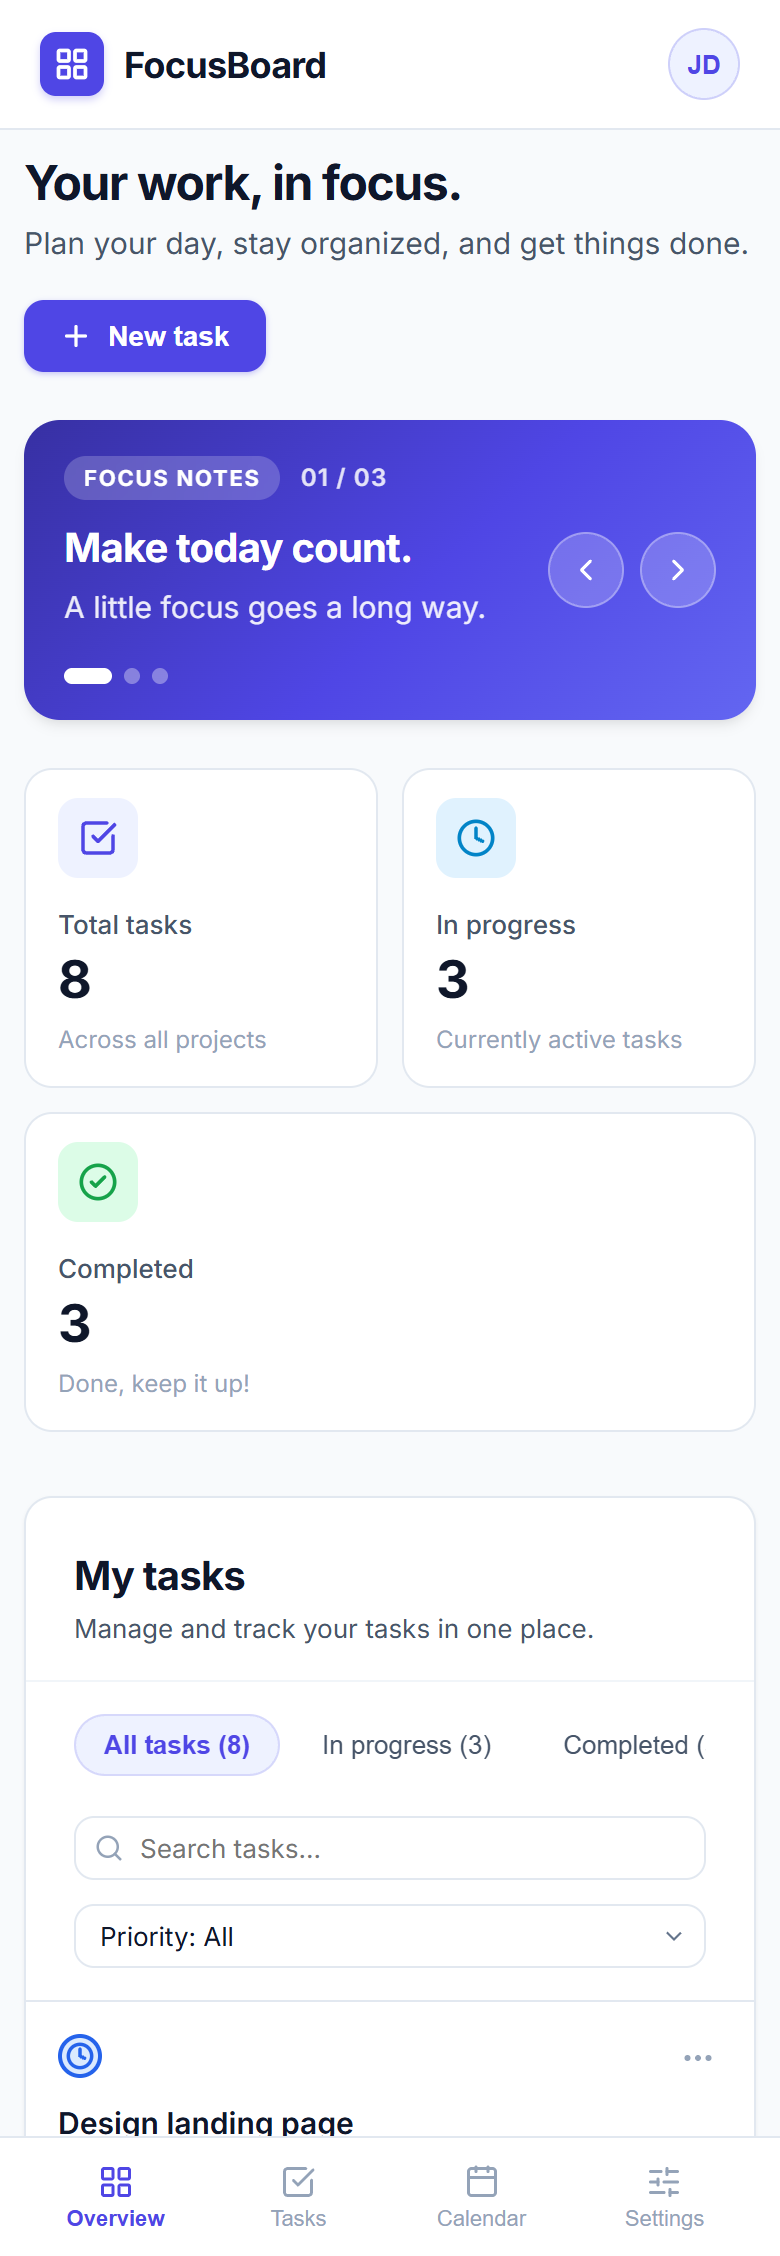 FocusBoard
JD
Your work, in focus.
Plan your day, stay organized, and get things done.
New task
FOCUS NOTES 01 / 03
Make today count.
A little focus goes a long way.
Total tasks
8
Across all projects
In progress
3
Currently active tasks
Completed
3
Done, keep it up!
My tasks
Manage and track your tasks in one place.
All tasks (8) In progress (3) Completed (
Search tasks...
Priority: All
Design landing page
Overview Tasks Calendar Settings